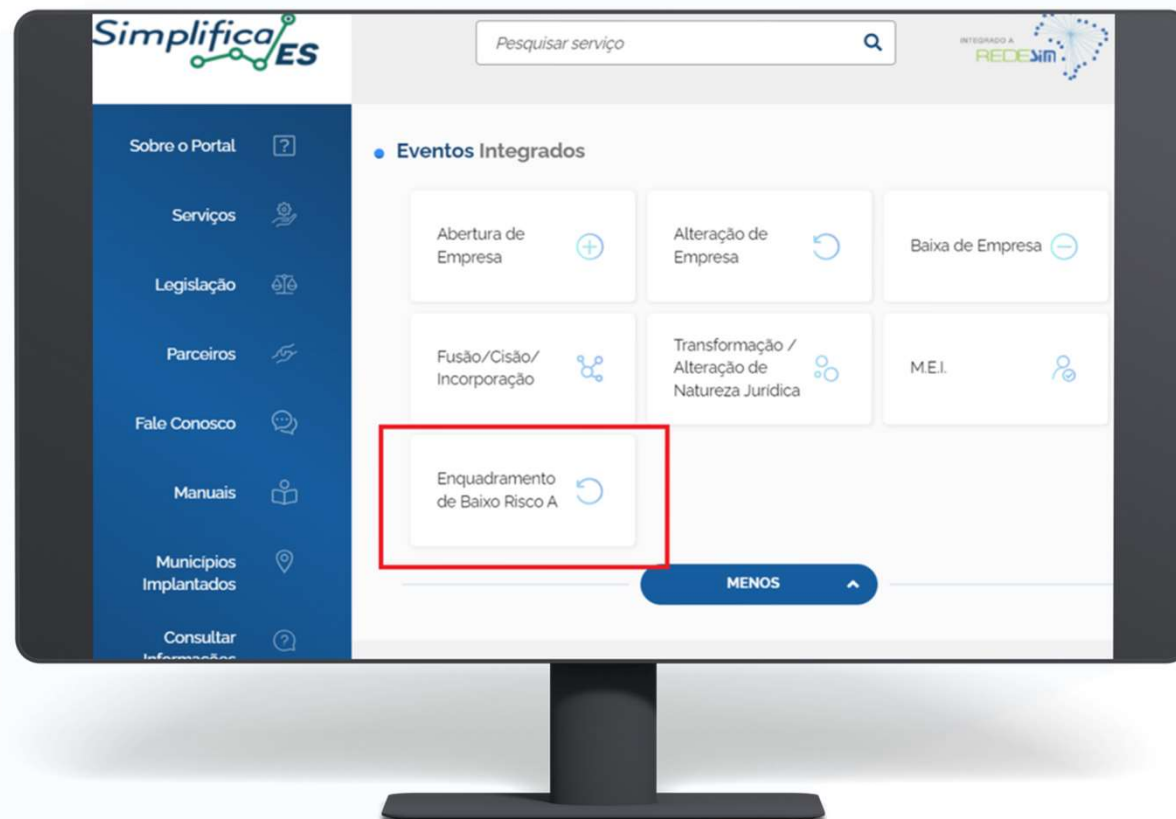 Simplifica
ES
Pesquisar serviço
INTEGRADO A
REDESIM
Sobre o Portal
Serviços
Legislação
Parceiros
Fale Conosco
Manuais
Municípios
Implantados
Consultar
Informações
Eventos Integrados
Abertura de
Empresa
Alteração de
Empresa
Baixa de Empresa
Fusão/Cisão/
Incorporação
Transformação /
Alteração de
Natureza Jurídica
M.E.I.
Enquadramento
de Baixo Risco A
MENOS